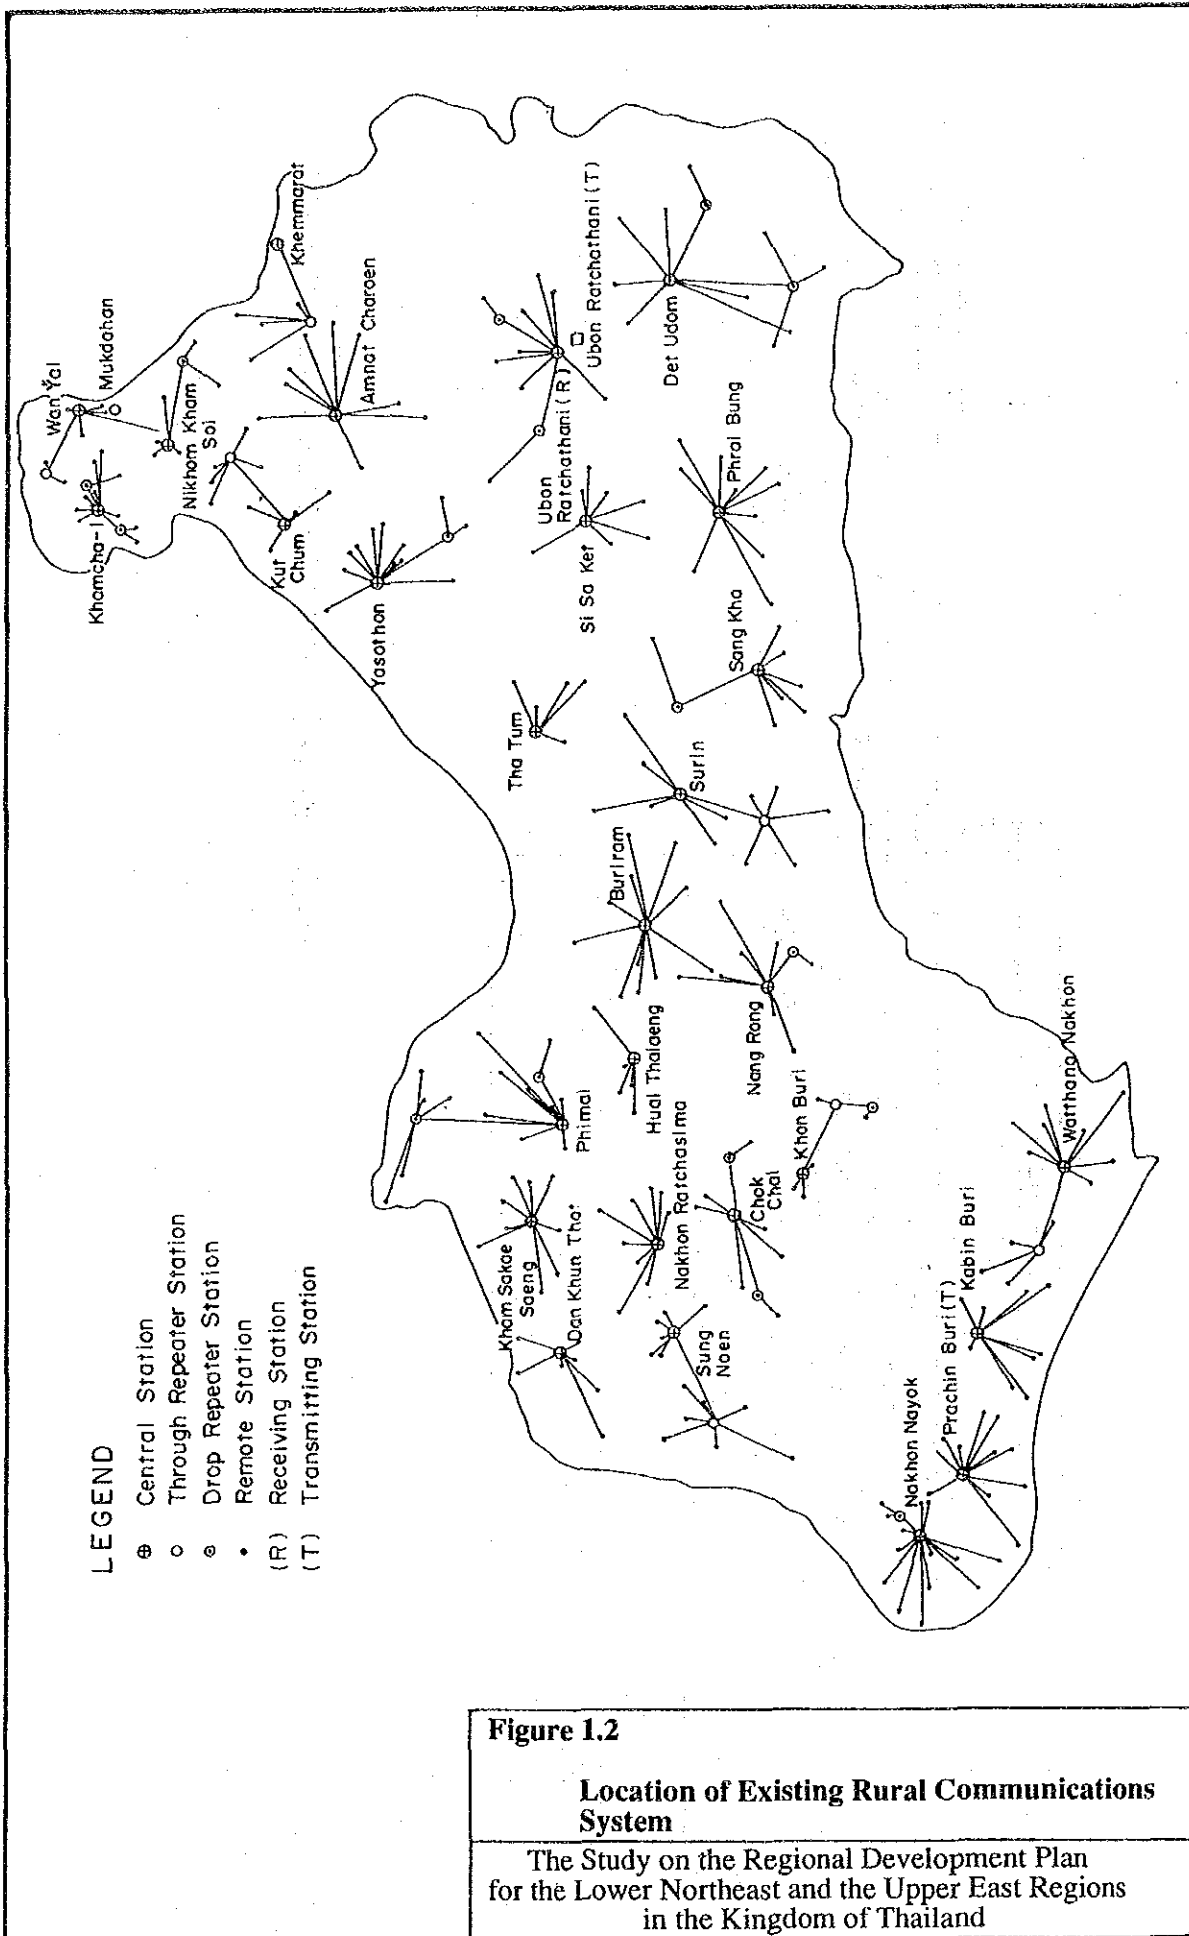 LEGEND
⊕ Central Station
○ Through Repeater Station
⊙ Drop Repeater Station
• Remote Station
(R) Receiving Station
(T) Transmitting Station
Wan Yai
Mukdahan
Khamcha-I
Nikhom Kham
Soi
Khemmarat
Kut
Chum
Amnat Charoen
Yasothon
Ubon
Ratchathani (R)
Ubon Ratchathani (T)
Si Sa Ket
Det Udom
Phrai Bung
Tha Tum
Sang Kha
Surin
Buriram
Phimai
Huai Thalaeng
Nang Rong
Kham Sakae
Saeng
Dan Khun Thot
Nakhon Ratchasima
Chok
Chai
Khon Buri
Sung
Noen
Watthana Nakhon
Kabin Buri
Prachin Buri (T)
Nakhon Nayok
Figure 1.2
Location of Existing Rural Communications
System
The Study on the Regional Development Plan
for the Lower Northeast and the Upper East Regions
in the Kingdom of Thailand